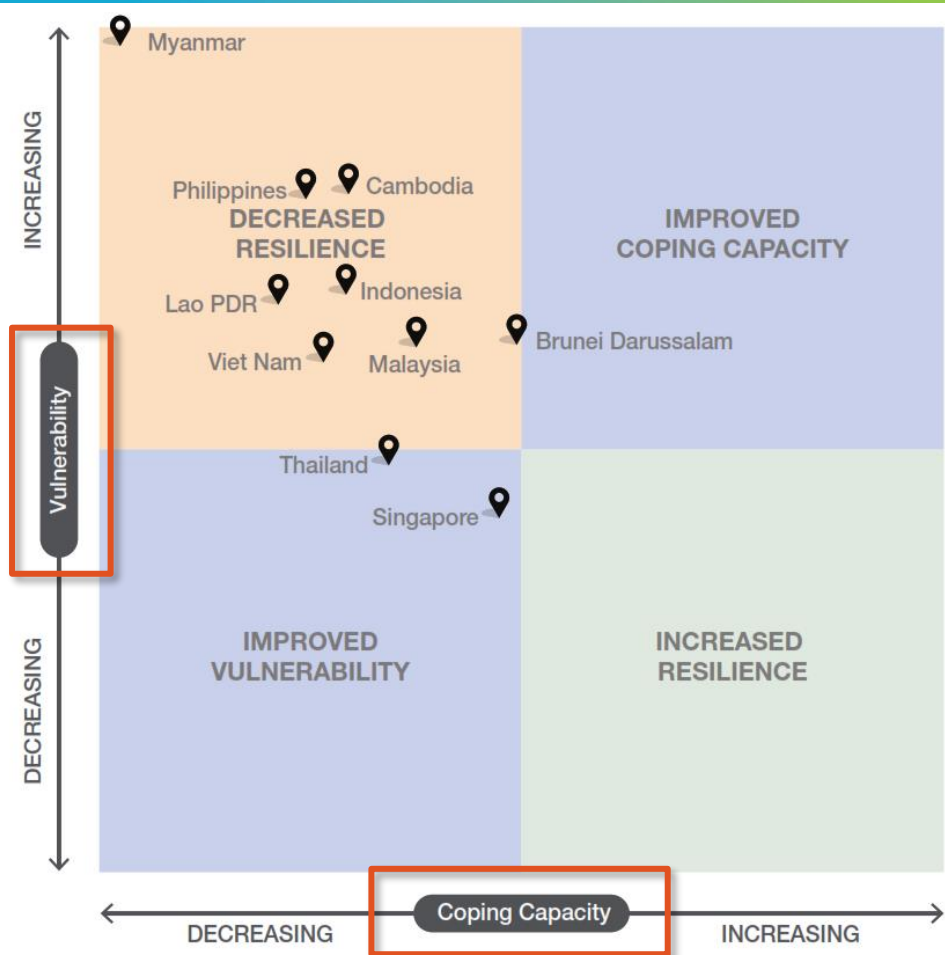 Myanmar
INCREASING
Philippines
Cambodia
DECREASED
RESILIENCE
IMPROVED
COPING CAPACITY
Lao PDR
Indonesia
Viet Nam
Malaysia
Brunei Darussalam
Vulnerability
Thailand
Singapore
DECREASING
IMPROVED
VULNERABILITY
INCREASED
RESILIENCE
Coping Capacity
DECREASING
INCREASING